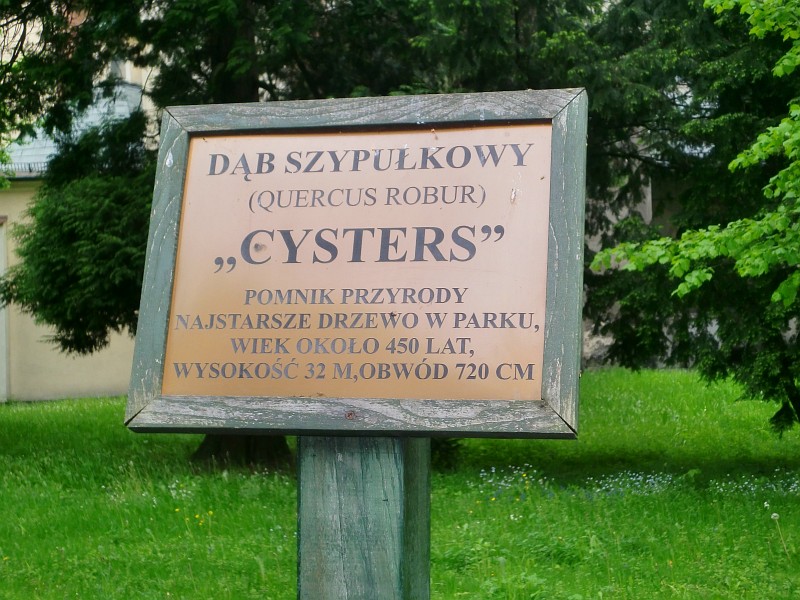 DĄB SZYPUŁKOWY
(QUERCUS ROBUR)
„CYSTERS”
POMNIK PRZYRODY
NAJSTARSZE DRZEWO W PARKU,
WIEK OKOŁO 450 LAT,
WYSOKOŚĆ 32 M,OBWÓD 720 CM